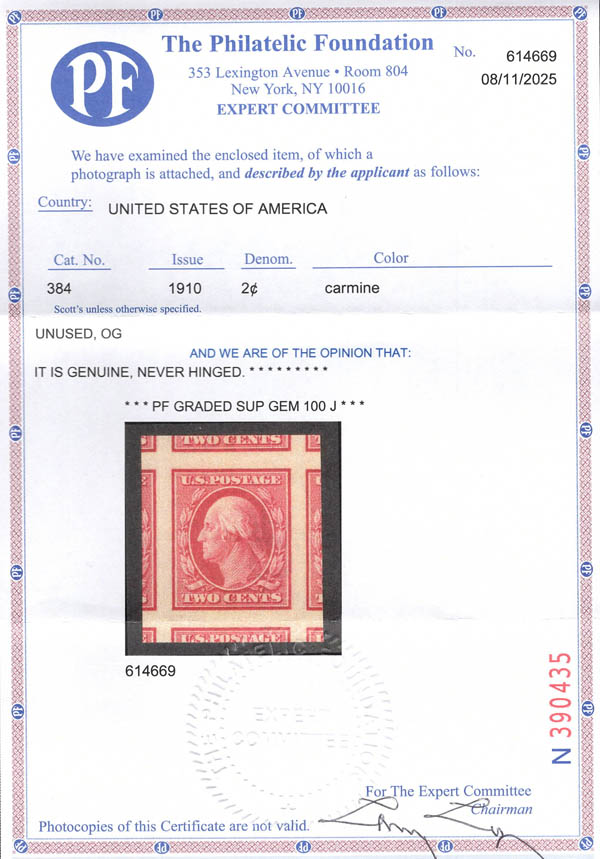 PF
The Philatelic Foundation
353 Lexington Avenue • Room 804
New York, NY 10016
EXPERT COMMITTEE
No. 614669
08/11/2025
We have examined the enclosed item, of which a
photograph is attached, and described by the applicant as follows:
Country: UNITED STATES OF AMERICA
Cat. No. Issue Denom. Color
384 1910 2¢ carmine
Scott's unless otherwise specified.
UNUSED, OG
AND WE ARE OF THE OPINION THAT:
IT IS GENUINE, NEVER HINGED. * * * * * * * * *
* * * PF GRADED SUP GEM 100 J * * *
TWO CENTS
U.S. POSTAGE
TWO CENTS
U.S. POSTAGE
614669
EXPERT
COMMITTEE
N 390435
For The Expert Committee
Chairman
Photocopies of this Certificate are not valid.